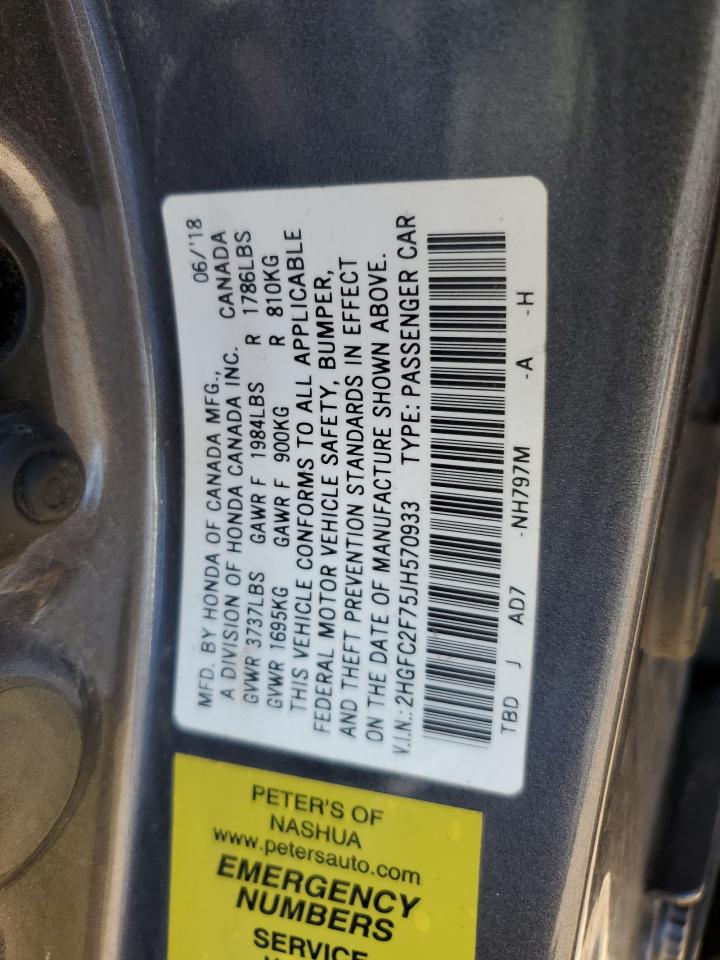 MFD. BY HONDA OF CANADA MFG., 06/'18
A DIVISION OF HONDA CANADA INC. CANADA
GVWR 3737LBS GAWR F 1984LBS R 1786LBS
GVWR 1695KG GAWR F 900KG R 810KG
THIS VEHICLE CONFORMS TO ALL APPLICABLE
FEDERAL MOTOR VEHICLE SAFETY, BUMPER,
AND THEFT PREVENTION STANDARDS IN EFFECT
ON THE DATE OF MANUFACTURE SHOWN ABOVE.
V.I.N.:2HGFC2F75JH570933 TYPE: PASSENGER CAR
TBD J AD7 -NH797M -A -H
PETER'S OF
NASHUA
www.petersauto.com
EMERGENCY
NUMBERS
SERVICE